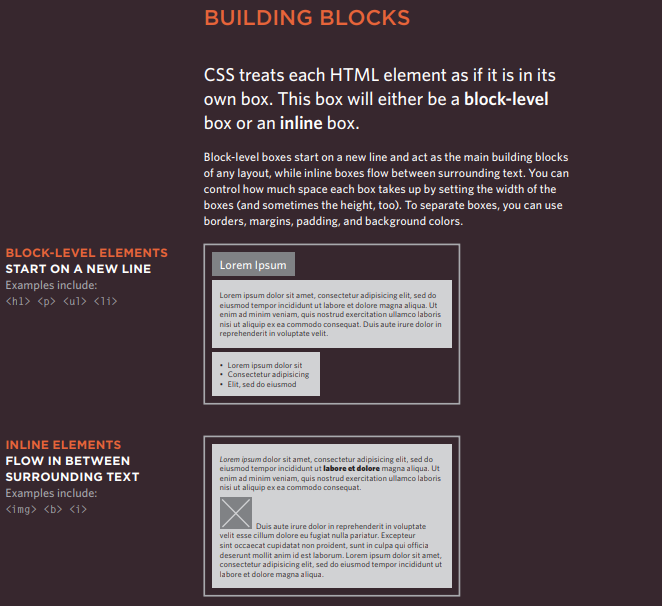 BUILDING BLOCKS
CSS treats each HTML element as if it is in its
own box. This box will either be a block-level
box or an inline box.
Block-level boxes start on a new line and act as the main building blocks
of any layout, while inline boxes flow between surrounding text. You can
control how much space each box takes up by setting the width of the
boxes (and sometimes the height, too). To separate boxes, you can use
borders, margins, padding, and background colors.
BLOCK-LEVEL ELEMENTS
START ON A NEW LINE
Examples include:
<h1> <p> <ul> <li>
Lorem Ipsum
Lorem ipsum dolor sit amet, consectetur adipisicing elit, sed do
eiusmod tempor incididunt ut labore et dolore magna aliqua. Ut
enim ad minim veniam, quis nostrud exercitation ullamco laboris
nisi ut aliquip ex ea commodo consequat. Duis aute irure dolor in
reprehenderit in voluptate velit.
• Lorem ipsum dolor sit
• Consectetur adipisicing
• Elit, sed do eiusmod
INLINE ELEMENTS
FLOW IN BETWEEN
SURROUNDING TEXT
Examples include:
<img> <b> <i>
Lorem ipsum dolor sit amet, consectetur adipisicing elit, sed do
eiusmod tempor incididunt ut labore et dolore magna aliqua. Ut
enim ad minim veniam, quis nostrud exercitation ullamco laboris
nisi ut aliquip ex ea commodo consequat.
Duis aute irure dolor in reprehenderit in voluptate
velit esse cillum dolore eu fugiat nulla pariatur. Excepteur
sint occaecat cupidatat non proident, sunt in culpa qui officia
deserunt mollit anim id est laborum. Lorem ipsum dolor sit amet,
consectetur adipisicing elit, sed do eiusmod tempor incididunt ut
labore et dolore magna aliqua.